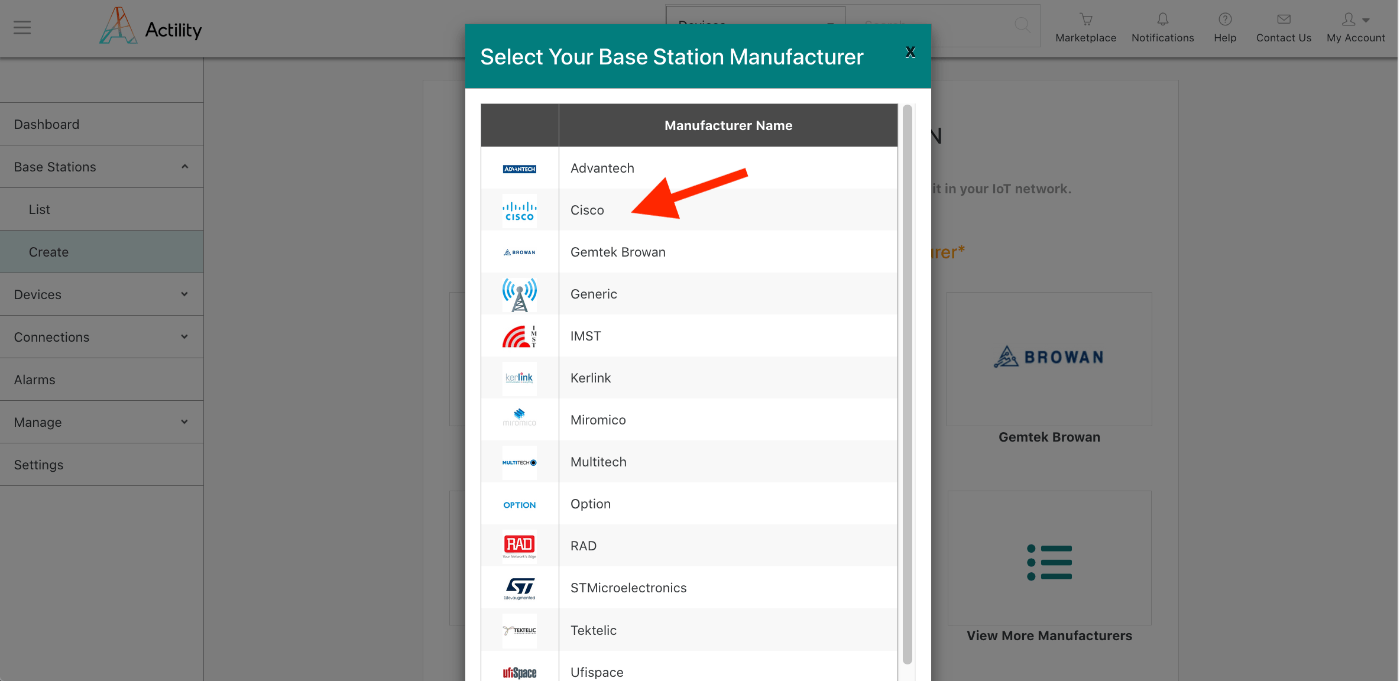 Actility
Devices
Search
Marketplace
Notifications
Help
Contact Us
My Account
Dashboard
Base Stations
List
Create
Devices
Connections
Alarms
Manage
Settings
Select Your Base Station Manufacturer
X
Manufacturer Name
ADVANTECH
Advantech
CISCO
Cisco
BROWAN
Gemtek Browan
Generic
IMST
IMST
kerlink
Kerlink
miromico
Miromico
MULTITECH
Multitech
OPTION
Option
RAD
RAD
ST
STMicroelectronics
TEKTELIC
Tektelic
ufiSpace
Ufispace
N
it in your IoT network.
urer*
BROWAN
Gemtek Browan
View More Manufacturers